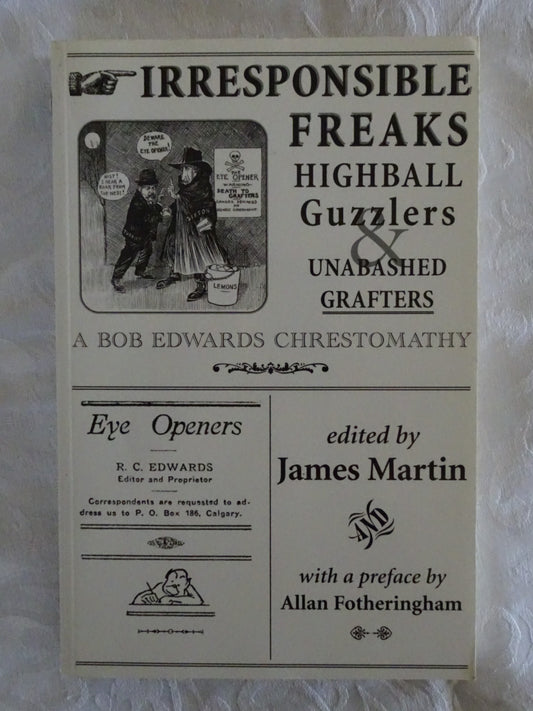 IRRESPONSIBLE
FREAKS
HIGHBALL
Guzzlers
&
UNABASHED
GRAFTERS
BEWARE
THE
EYE OPENER!
THE
EYE OPENER
WARNING
DEATH TO
GRAFTERS
LEMONS
A BOB EDWARDS CHRESTOMATHY
Eye Openers
R. C. EDWARDS
Editor and Proprietor
Correspondents are requested to ad-
dress us to P. O. Box 186, Calgary.
edited by
James Martin
AND
with a preface by
Allan Fotheringham